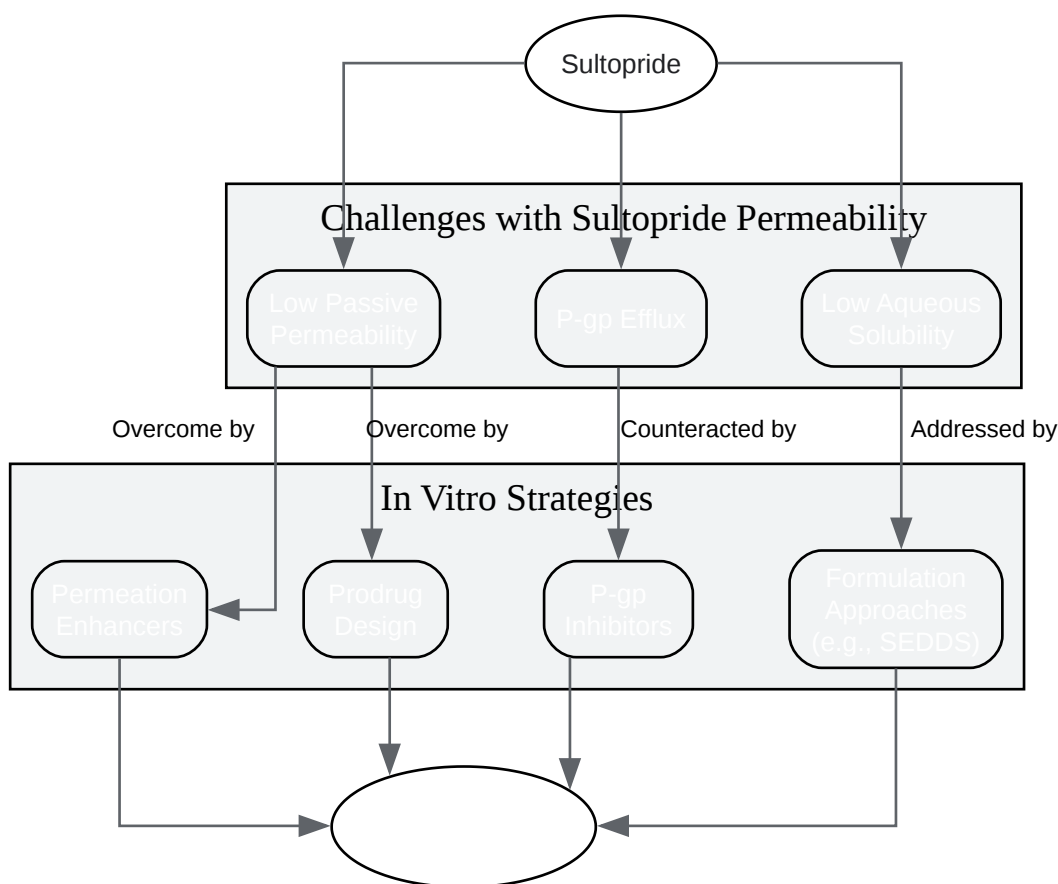 Sultopride
Challenges with Sultopride Permeability
Low Passive
Permeability
P-gp Efflux
Low Aqueous
Solubility
Overcome by
Overcome by
Counteracted by
Addressed by
In Vitro Strategies
Permeation
Enhancers
Prodrug
Design
P-gp
Inhibitors
Formulation
Approaches
(e.g., SEDDS)